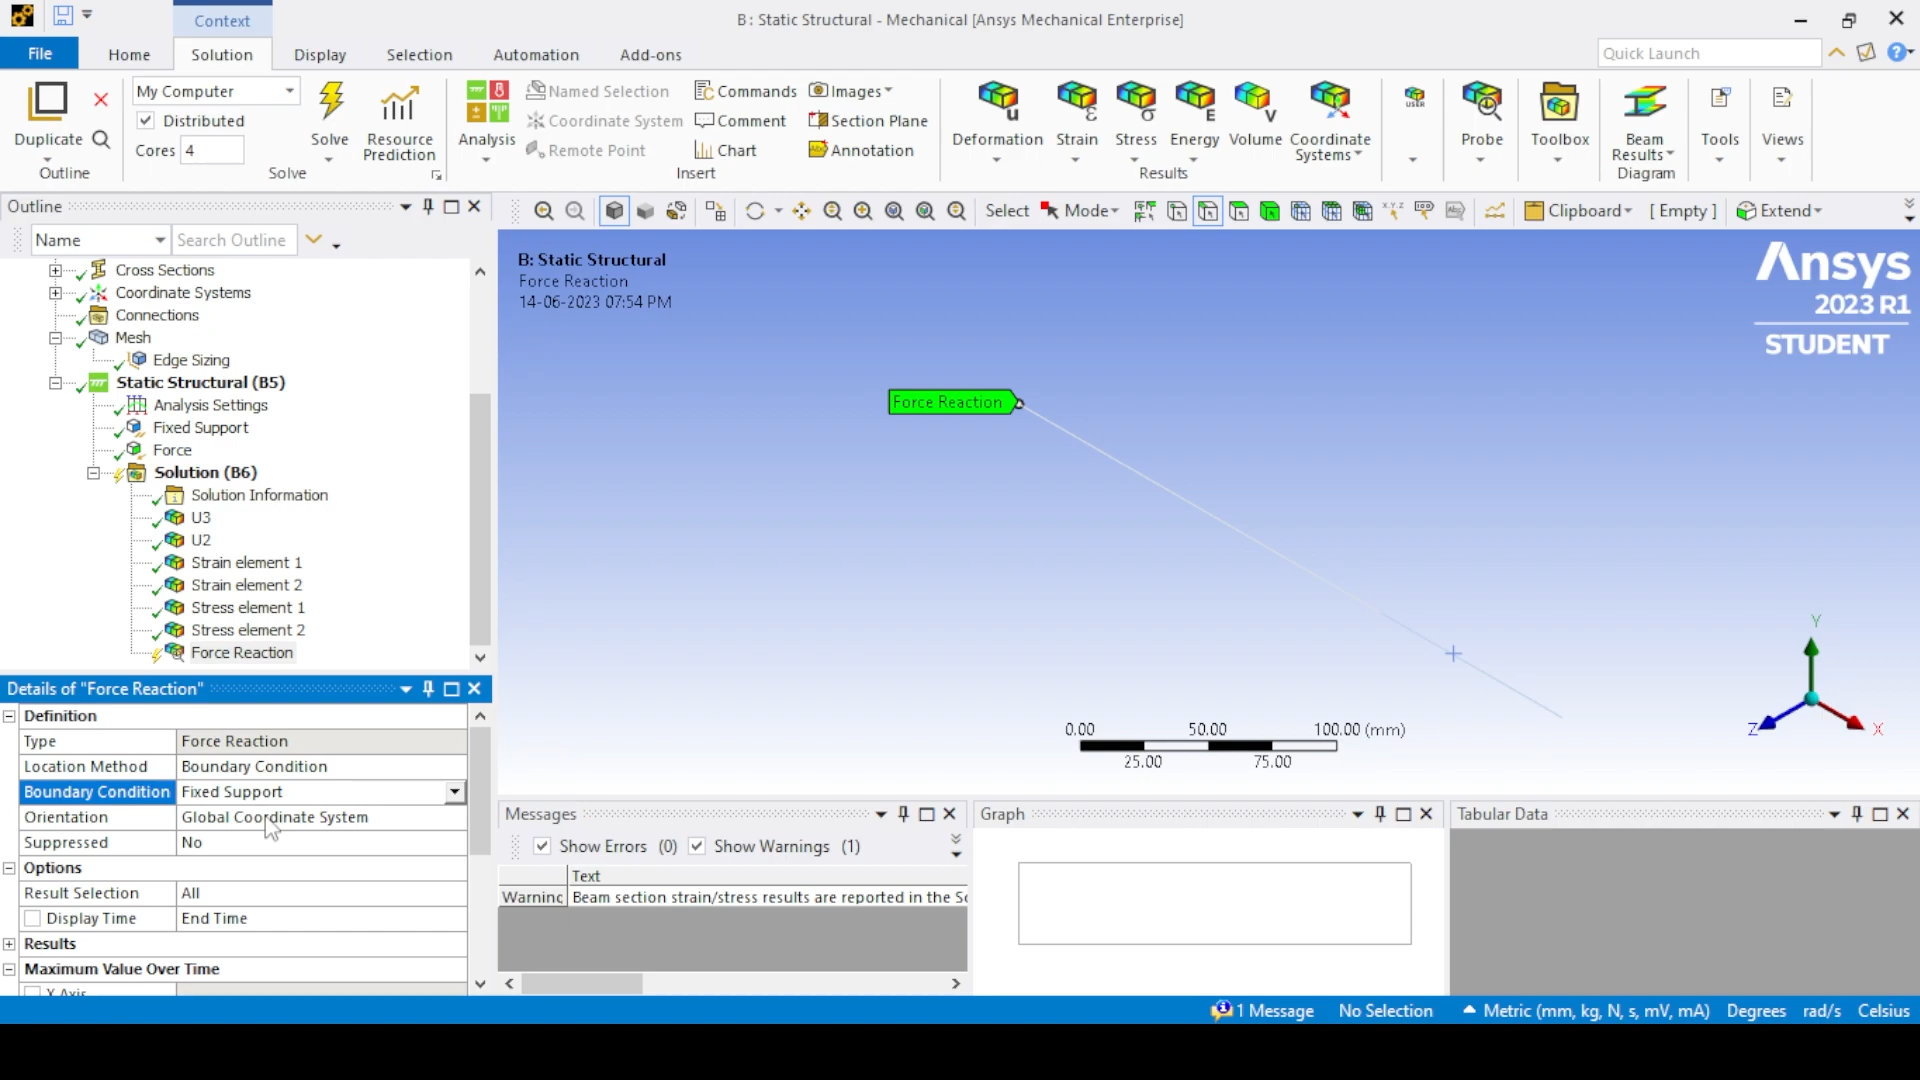 Context
B : Static Structural - Mechanical [Ansys Mechanical Enterprise]
File
Home
Solution
Display
Selection
Automation
Add-ons
Quick Launch
Duplicate
Outline
My Computer
Distributed
Cores 4
Solve
Resource
Prediction
Solve
Analysis
Named Selection
Coordinate System
Remote Point
Commands
Comment
Chart
Images
Section Plane
Annotation
Insert
Deformation
Strain
Stress
Energy
Volume
Coordinate
Systems
Results
USER
Probe
Toolbox
Beam
Results
Diagram
Tools
Views
Outline
Name
Search Outline
Select
Mode
Clipboard
[ Empty ]
Extend
Cross Sections
Coordinate Systems
Connections
Mesh
Edge Sizing
Static Structural (B5)
Analysis Settings
Fixed Support
Force
Solution (B6)
Solution Information
U3
U2
Strain element 1
Strain element 2
Stress element 1
Stress element 2
Force Reaction
B: Static Structural
Force Reaction
14-06-2023 07:54 PM
Ansys
2023 R1
STUDENT
Force Reaction
0.00
50.00
100.00 (mm)
25.00
75.00
Y
Z
X
Details of "Force Reaction"
Definition
Type Force Reaction
Location Method Boundary Condition
Boundary Condition Fixed Support
Orientation Global Coordinate System
Suppressed No
Options
Result Selection All
Display Time End Time
Results
Maximum Value Over Time
X Axis
Messages
Show Errors (0) Show Warnings (1)
Text
Warning Beam section strain/stress results are reported in the So
Graph
Tabular Data
1 Message
No Selection
Metric (mm, kg, N, s, mV, mA)
Degrees
rad/s
Celsius